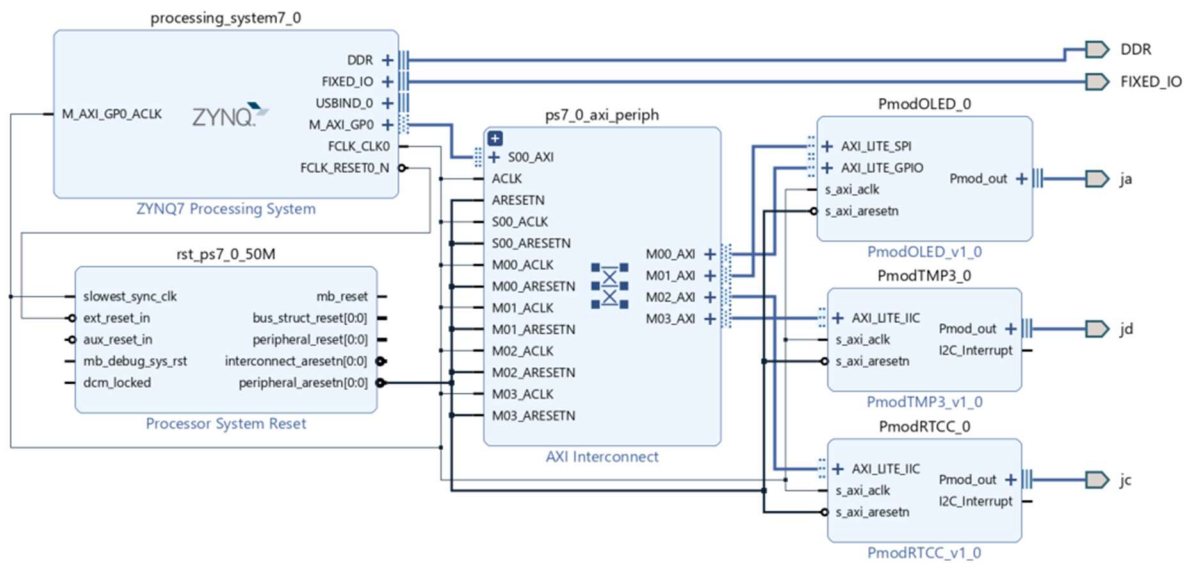 processing_system7_0
DDR
FIXED_IO
USBIND_0
M_AXI_GP0
FCLK_CLK0
FCLK_RESET0_N
M_AXI_GP0_ACLK
ZYNQ
ZYNQ7 Processing System
rst_ps7_0_50M
slowest_sync_clk
ext_reset_in
aux_reset_in
mb_debug_sys_rst
dcm_locked
mb_reset
bus_struct_reset[0:0]
peripheral_reset[0:0]
interconnect_aresetn[0:0]
peripheral_aresetn[0:0]
Processor System Reset
ps7_0_axi_periph
S00_AXI
ACLK
ARESETN
S00_ACLK
S00_ARESETN
M00_ACLK
M00_ARESETN
M01_ACLK
M01_ARESETN
M02_ACLK
M02_ARESETN
M03_ACLK
M03_ARESETN
M00_AXI
M01_AXI
M02_AXI
M03_AXI
AXI Interconnect
PmodOLED_0
AXI_LITE_SPI
AXI_LITE_GPIO
s_axi_aclk
s_axi_aresetn
Pmod_out
PmodOLED_v1_0
PmodTMP3_0
AXI_LITE_IIC
s_axi_aclk
s_axi_aresetn
Pmod_out
I2C_Interrupt
PmodTMP3_v1_0
PmodRTCC_0
AXI_LITE_IIC
s_axi_aclk
s_axi_aresetn
Pmod_out
I2C_Interrupt
PmodRTCC_v1_0
DDR
FIXED_IO
ja
jd
jc